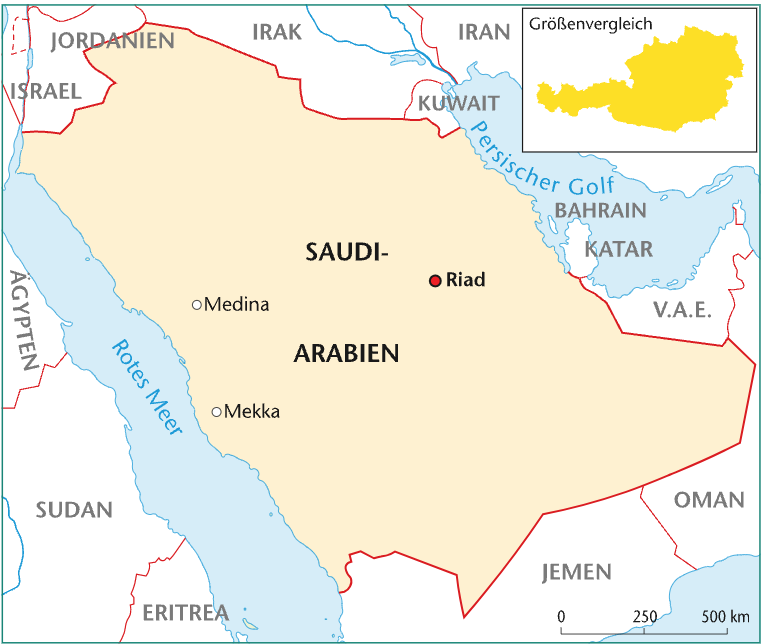 Größenvergleich
JORDANIEN
IRAK
IRAN
ISRAEL
KUWAIT
Persischer Golf
BAHRAIN
KATAR
SAUDI-
Riad
ÄGYPTEN
Medina
V.A.E.
ARABIEN
Rotes Meer
Mekka
SUDAN
OMAN
JEMEN
ERITREA
0 250 500 km